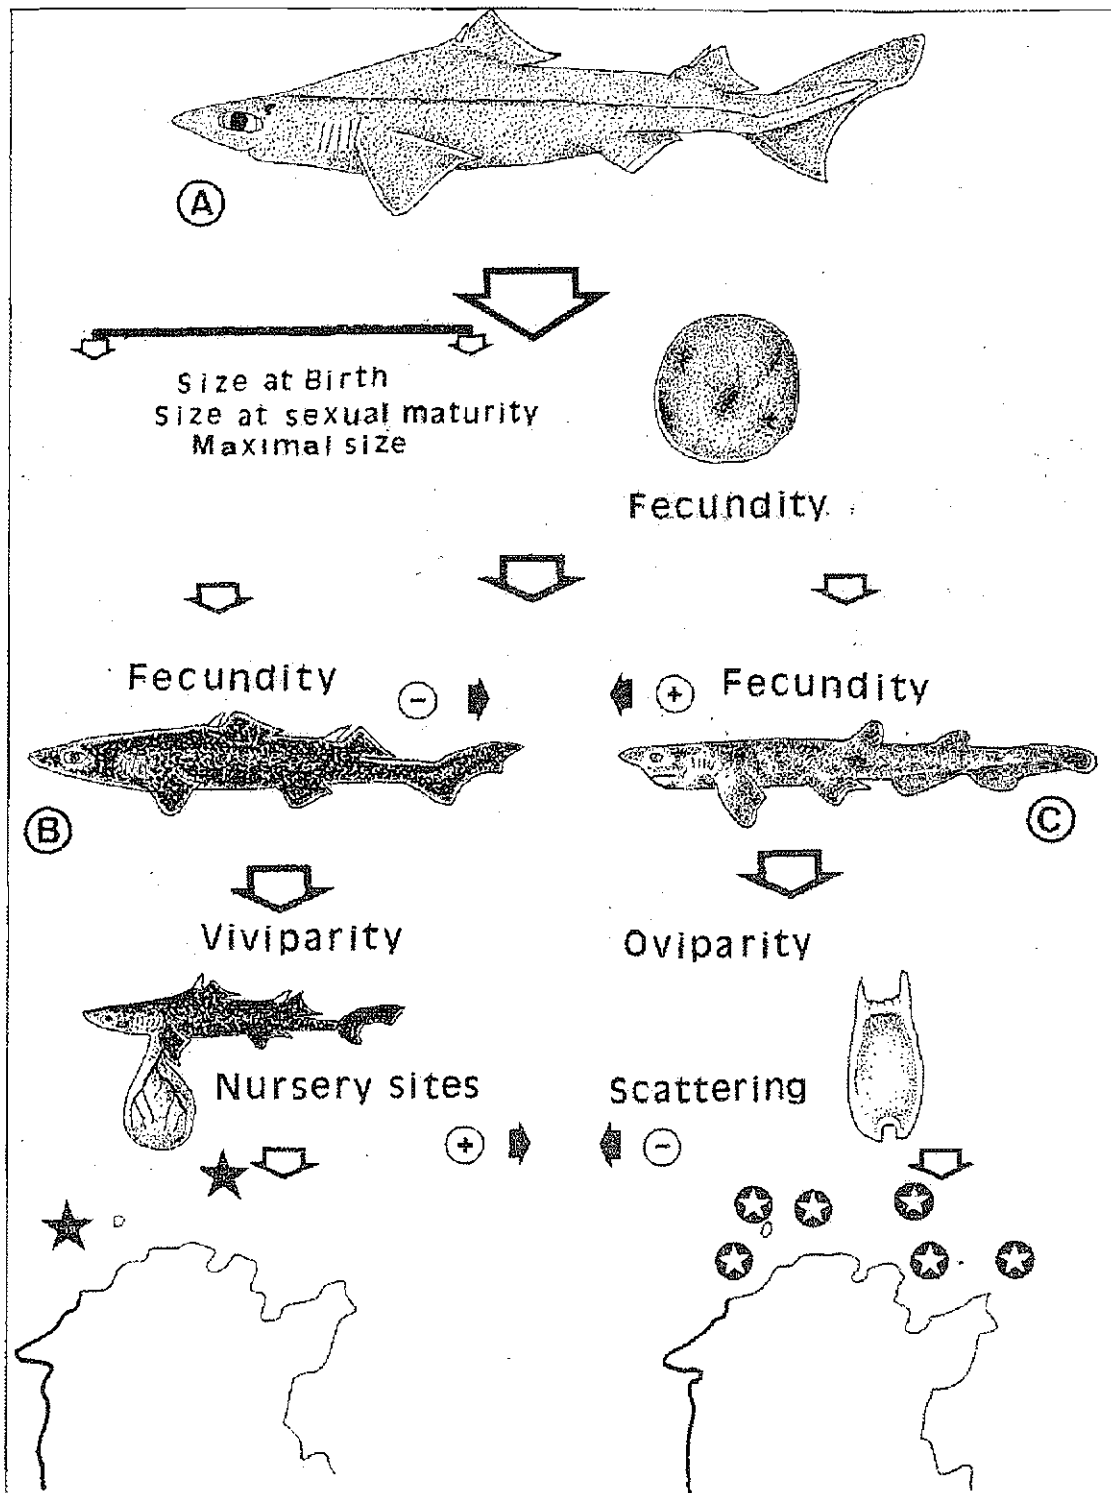 A
Size at Birth
Size at sexual maturity
Maximal size
Fecundity
Fecundity
- + Fecundity
B
C
Viviparity
Oviparity
Nursery sites
Scattering
+ -